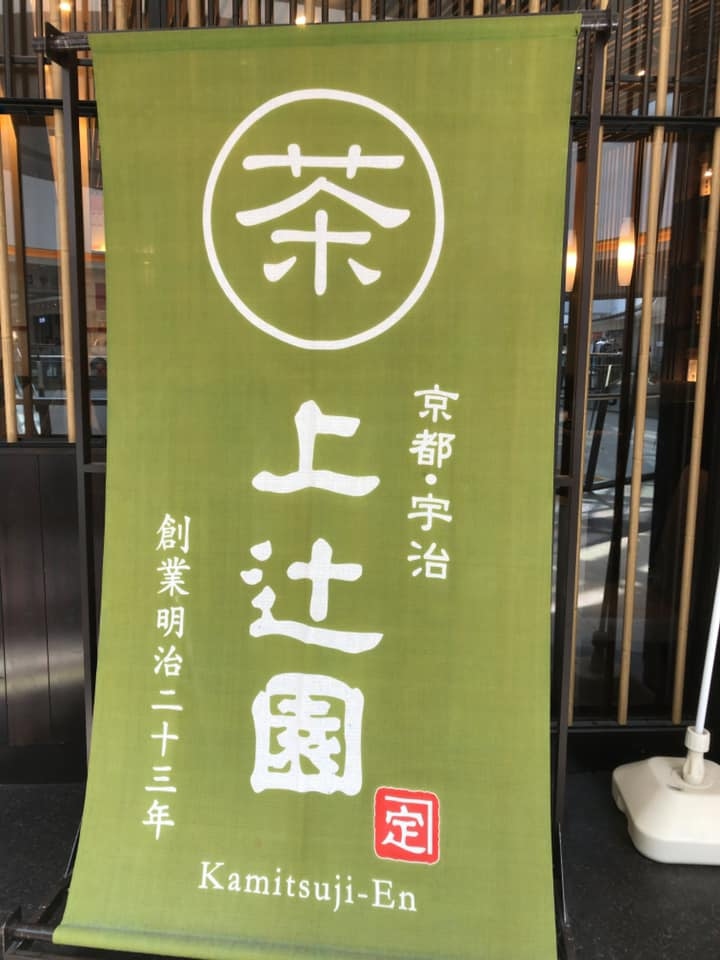 茶
京都・宇治
上辻園
創業明治二十三年
定
Kamitsuji-En